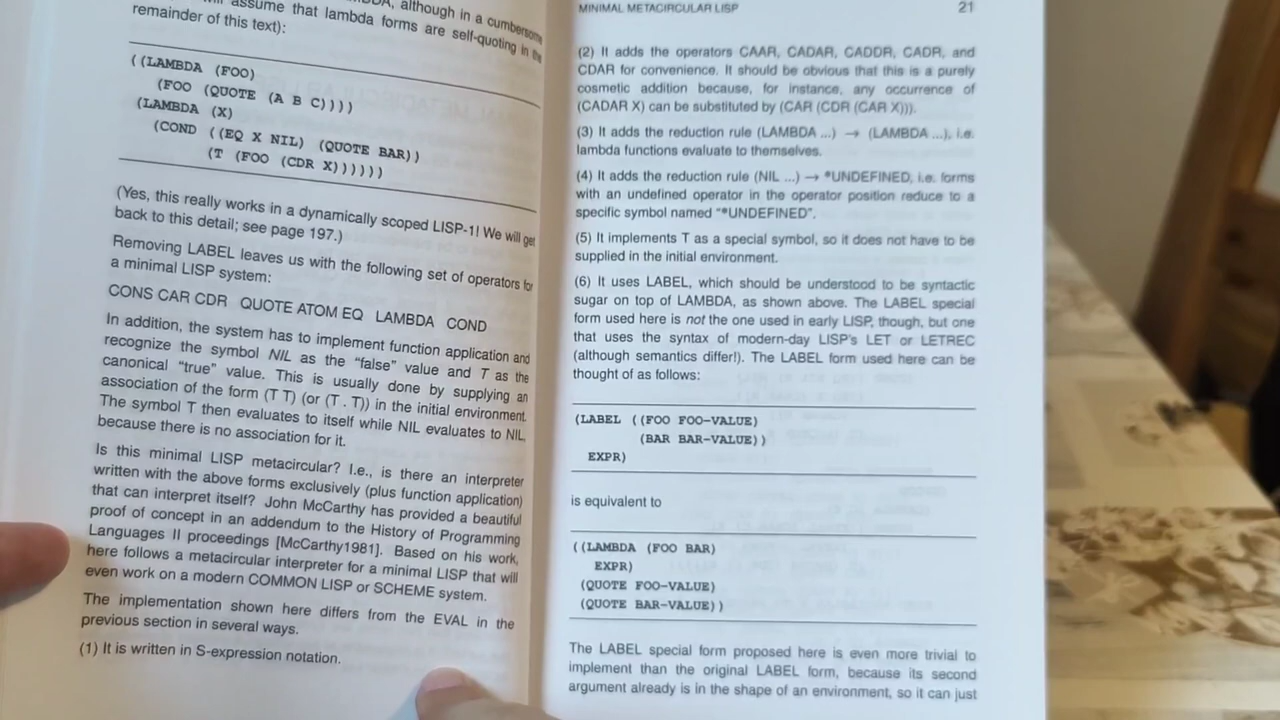 although in a cumbersome
assume that lambda forms are self-quoting in the
remainder of this text):
((LAMBDA (FOO)
(FOO (QUOTE (A B C))))
(LAMBDA (X)
(COND ((EQ X NIL) (QUOTE BAR))
(T (FOO (CDR X))))))
(Yes, this really works in a dynamically scoped LISP-1! We will get
back to this detail; see page 197.)
Removing LABEL leaves us with the following set of operators for
a minimal LISP system:
CONS CAR CDR QUOTE ATOM EQ LAMBDA COND
In addition, the system has to implement function application and
recognize the symbol NIL as the "false" value and T as the
canonical "true" value. This is usually done by supplying an
association of the form (T T) (or (T . T)) in the initial environment.
The symbol T then evaluates to itself while NIL evaluates to NIL,
because there is no association for it.
Is this minimal LISP metacircular? I.e., is there an interpreter
written with the above forms exclusively (plus function application)
that can interpret itself? John McCarthy has provided a beautiful
proof of concept in an addendum to the History of Programming
Languages II proceedings [McCarthy1981]. Based on his work,
here follows a metacircular interpreter for a minimal LISP that will
even work on a modern COMMON LISP or SCHEME system.
The implementation shown here differs from the EVAL in the
previous section in several ways.
(1) It is written in S-expression notation.
MINIMAL METACIRCULAR LISP 21
(2) It adds the operators CAAR, CADAR, CADDR, CADR, and
CDAR for convenience. It should be obvious that this is a purely
cosmetic addition because, for instance, any occurrence of
(CADAR X) can be substituted by (CAR (CDR (CAR X))).
(3) It adds the reduction rule (LAMBDA ...) → (LAMBDA ...), i.e.
lambda functions evaluate to themselves.
(4) It adds the reduction rule (NIL ...) → *UNDEFINED, i.e. forms
with an undefined operator in the operator position reduce to a
specific symbol named "*UNDEFINED".
(5) It implements T as a special symbol, so it does not have to be
supplied in the initial environment.
(6) It uses LABEL, which should be understood to be syntactic
sugar on top of LAMBDA, as shown above. The LABEL special
form used here is not the one used in early LISP, though, but one
that uses the syntax of modern-day LISP's LET or LETREC
(although semantics differ!). The LABEL form used here can be
thought of as follows:
(LABEL ((FOO FOO-VALUE)
(BAR BAR-VALUE))
EXPR)
is equivalent to
((LAMBDA (FOO BAR)
EXPR)
(QUOTE FOO-VALUE)
(QUOTE BAR-VALUE))
The LABEL special form proposed here is even more trivial to
implement than the original LABEL form, because its second
argument already is in the shape of an environment, so it can just